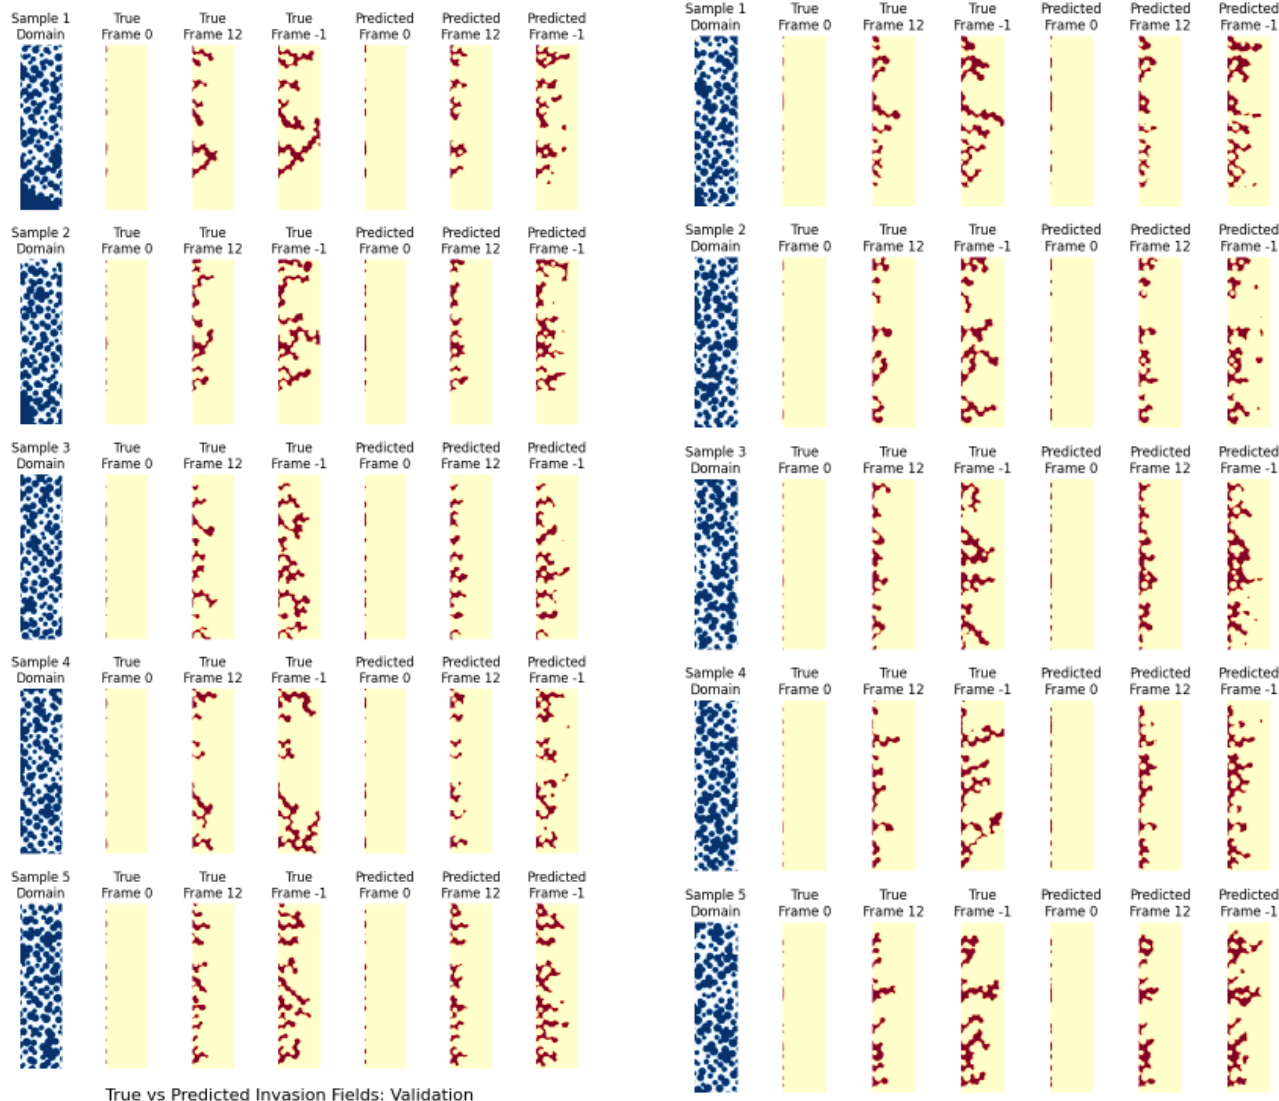 Sample 1 Domain
True Frame 0
True Frame 12
True Frame -1
Predicted Frame 0
Predicted Frame 12
Predicted Frame -1
Sample 2 Domain
True Frame 0
True Frame 12
True Frame -1
Predicted Frame 0
Predicted Frame 12
Predicted Frame -1
Sample 3 Domain
True Frame 0
True Frame 12
True Frame -1
Predicted Frame 0
Predicted Frame 12
Predicted Frame -1
Sample 4 Domain
True Frame 0
True Frame 12
True Frame -1
Predicted Frame 0
Predicted Frame 12
Predicted Frame -1
Sample 5 Domain
True Frame 0
True Frame 12
True Frame -1
Predicted Frame 0
Predicted Frame 12
Predicted Frame -1
True vs Predicted Invasion Fields: Validation
Sample 1 Domain
True Frame 0
True Frame 12
True Frame -1
Predicted Frame 0
Predicted Frame 12
Predicted Frame -1
Sample 2 Domain
True Frame 0
True Frame 12
True Frame -1
Predicted Frame 0
Predicted Frame 12
Predicted Frame -1
Sample 3 Domain
True Frame 0
True Frame 12
True Frame -1
Predicted Frame 0
Predicted Frame 12
Predicted Frame -1
Sample 4 Domain
True Frame 0
True Frame 12
True Frame -1
Predicted Frame 0
Predicted Frame 12
Predicted Frame -1
Sample 5 Domain
True Frame 0
True Frame 12
True Frame -1
Predicted Frame 0
Predicted Frame 12
Predicted Frame -1